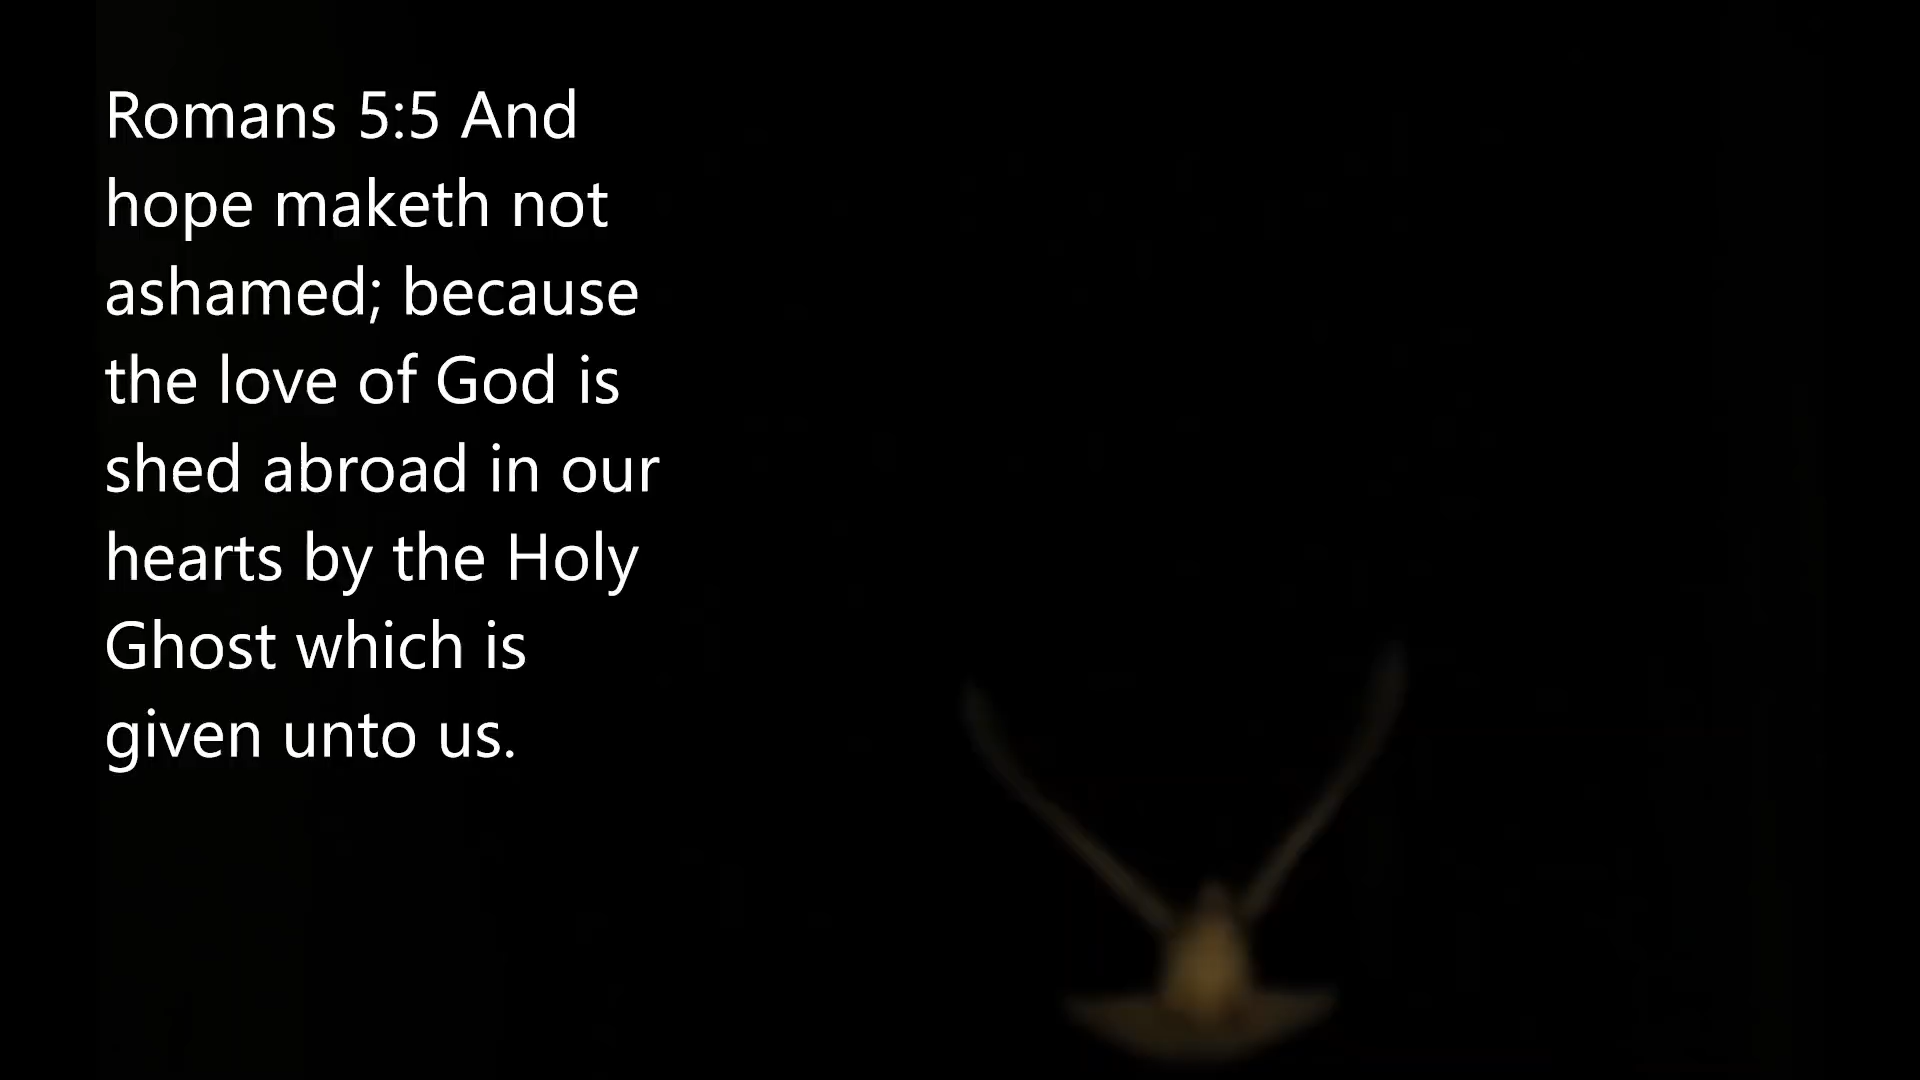 Romans 5:5 And
hope maketh not
ashamed; because
the love of God is
shed abroad in our
hearts by the Holy
Ghost which is
given unto us.